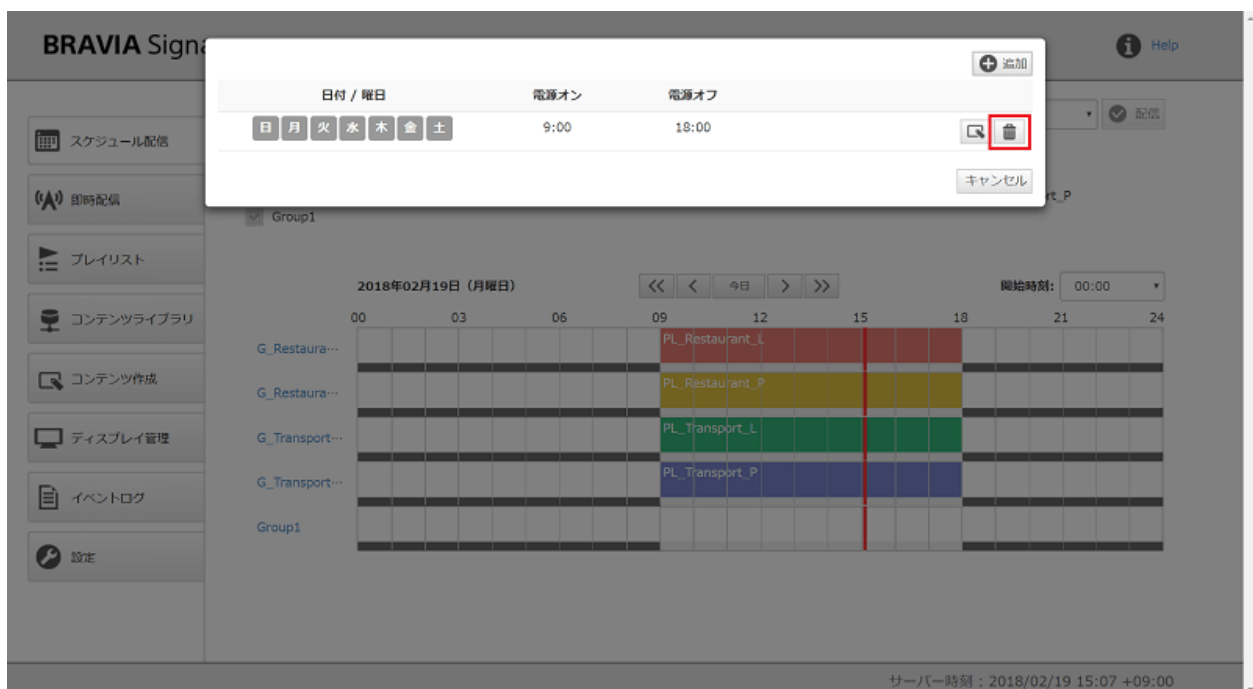 BRAVIA Signa
Help
追加
日付 / 曜日 電源オン 電源オフ
日 月 火 水 木 金 土 9:00 18:00
配信
キャンセル
rt_P
Group1
スケジュール配信
即時配信
プレイリスト
コンテンツライブラリ
コンテンツ作成
ディスプレイ管理
イベントログ
設定
2018年02月19日（月曜日） 今日 開始時刻: 00:00
00 03 06 09 12 15 18 21 24
G_Restaura… PL_Restaurant_L
G_Restaura… PL_Restaurant_P
G_Transport… PL_Transport_L
G_Transport… PL_Transport_P
Group1
サーバー時刻：2018/02/19 15:07 +09:00